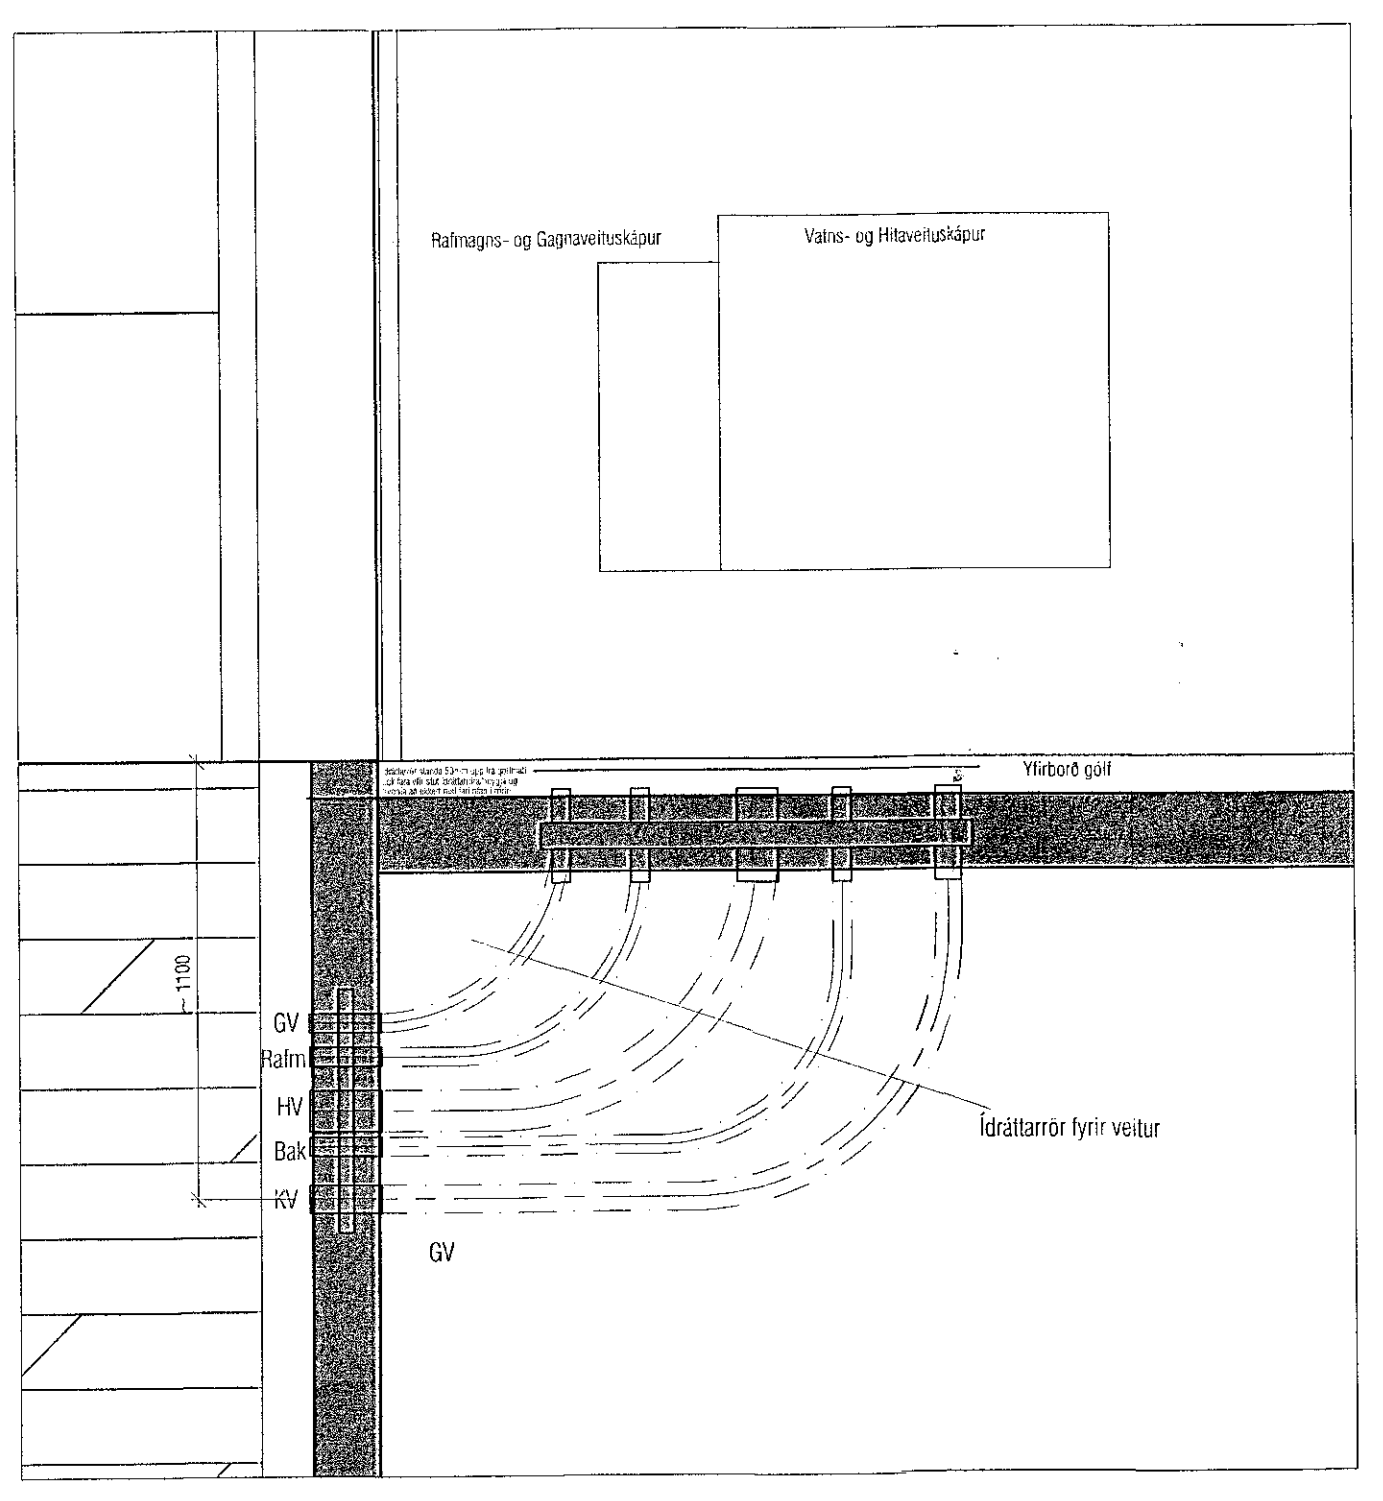 Rafmagns- og Gagnaveituskápur
Vatns- og Hitaveituskápur
Yfirborð gólf
~ 1100
GV
Rafm
HV
Bak
KV
GV
Ídráttarrör fyrir veitur